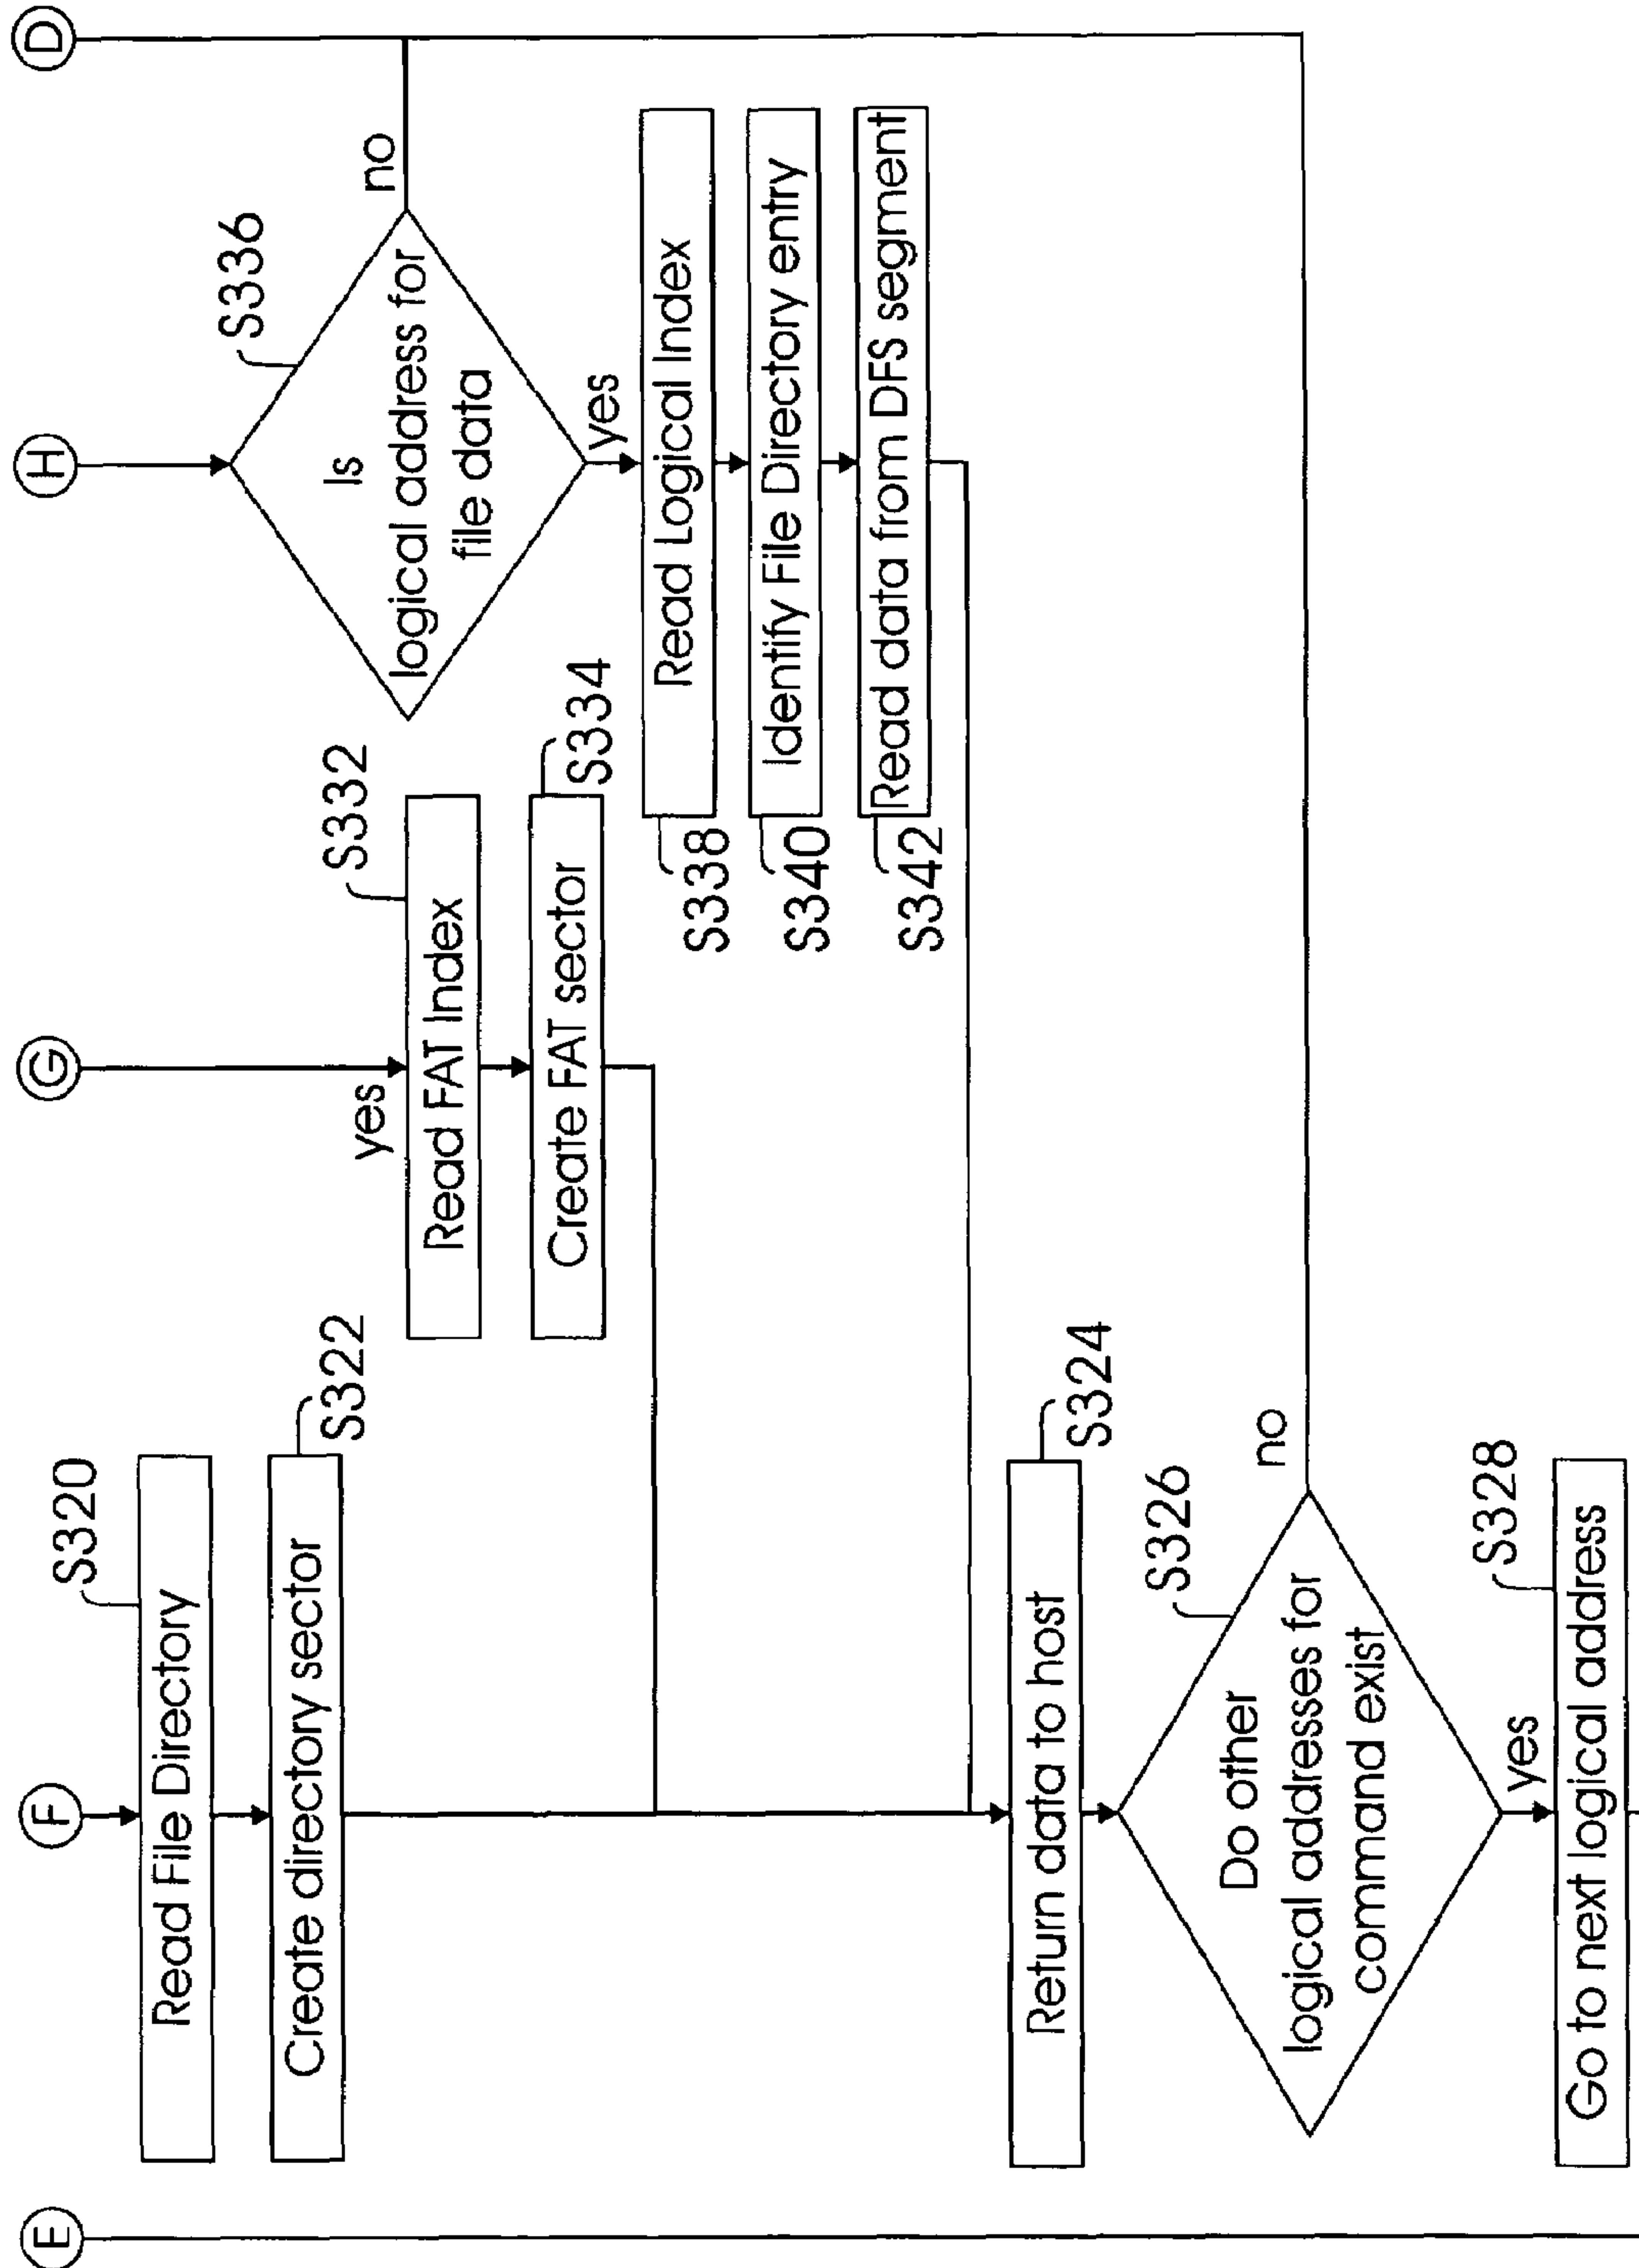 E
F
G
H
D
S320
Read File Directory
S322
Create directory sector
yes
S332
Read FAT Index
S334
Create FAT sector
S336
Is
logical address for
file data
no
yes
S338
Read Logical Index
S340
Identify File Directory entry
S342
Read data from DFS segment
S324
Return data to host
S326
Do other
logical addresses for
command exist
no
yes
S328
Go to next logical address